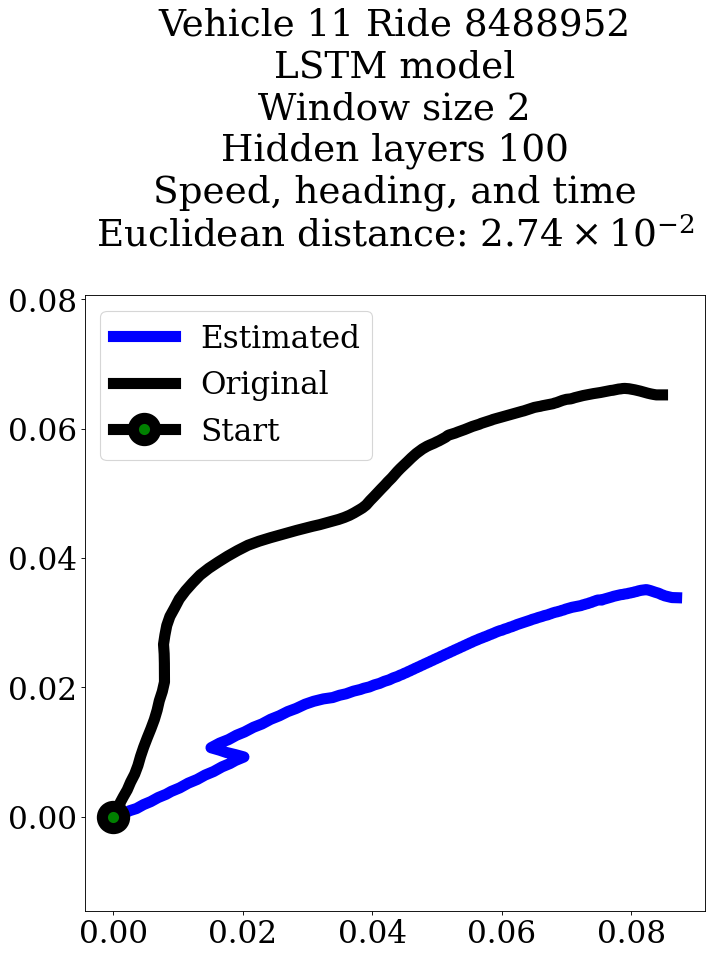 Vehicle 11 Ride 8488952
LSTM model
Window size 2
Hidden layers 100
Speed, heading, and time
Euclidean distance: 2.74 × 10⁻²
0.08
0.06
0.04
0.02
0.00
Estimated
Original
Start
0.00 0.02 0.04 0.06 0.08